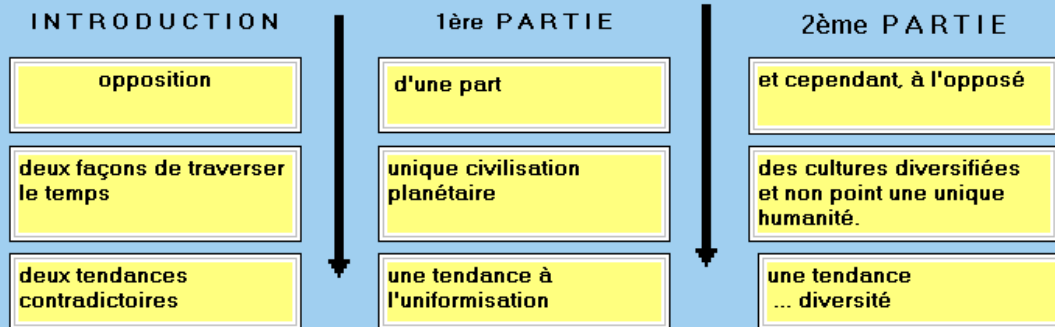 INTRODUCTION
opposition
deux façons de traverser
le temps
deux tendances
contradictoires
1ère PARTIE
d'une part
unique civilisation
planétaire
une tendance à
l'uniformisation
2ème PARTIE
et cependant, à l'opposé
des cultures diversifiées
et non point une unique
humanité.
une tendance
... diversité